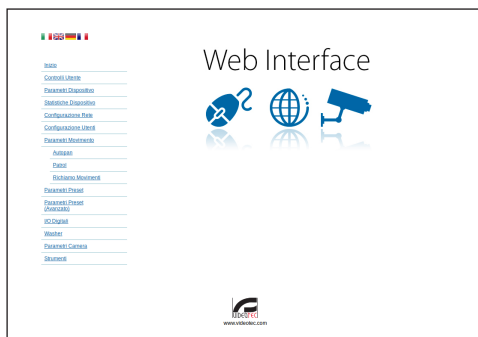 Web Interface
Inizio
Controlli Utente
Parametri Dispositivo
Statistiche Dispositivo
Configurazione Rete
Configurazione Utenti
Parametri Movimento
Autopan
Patrol
Richiamo Movimenti
Parametri Preset
Parametri Preset
(Avanzato)
I/O Digitali
Washer
Parametri Camera
Strumenti
VIDEOTEC
www.videotec.com